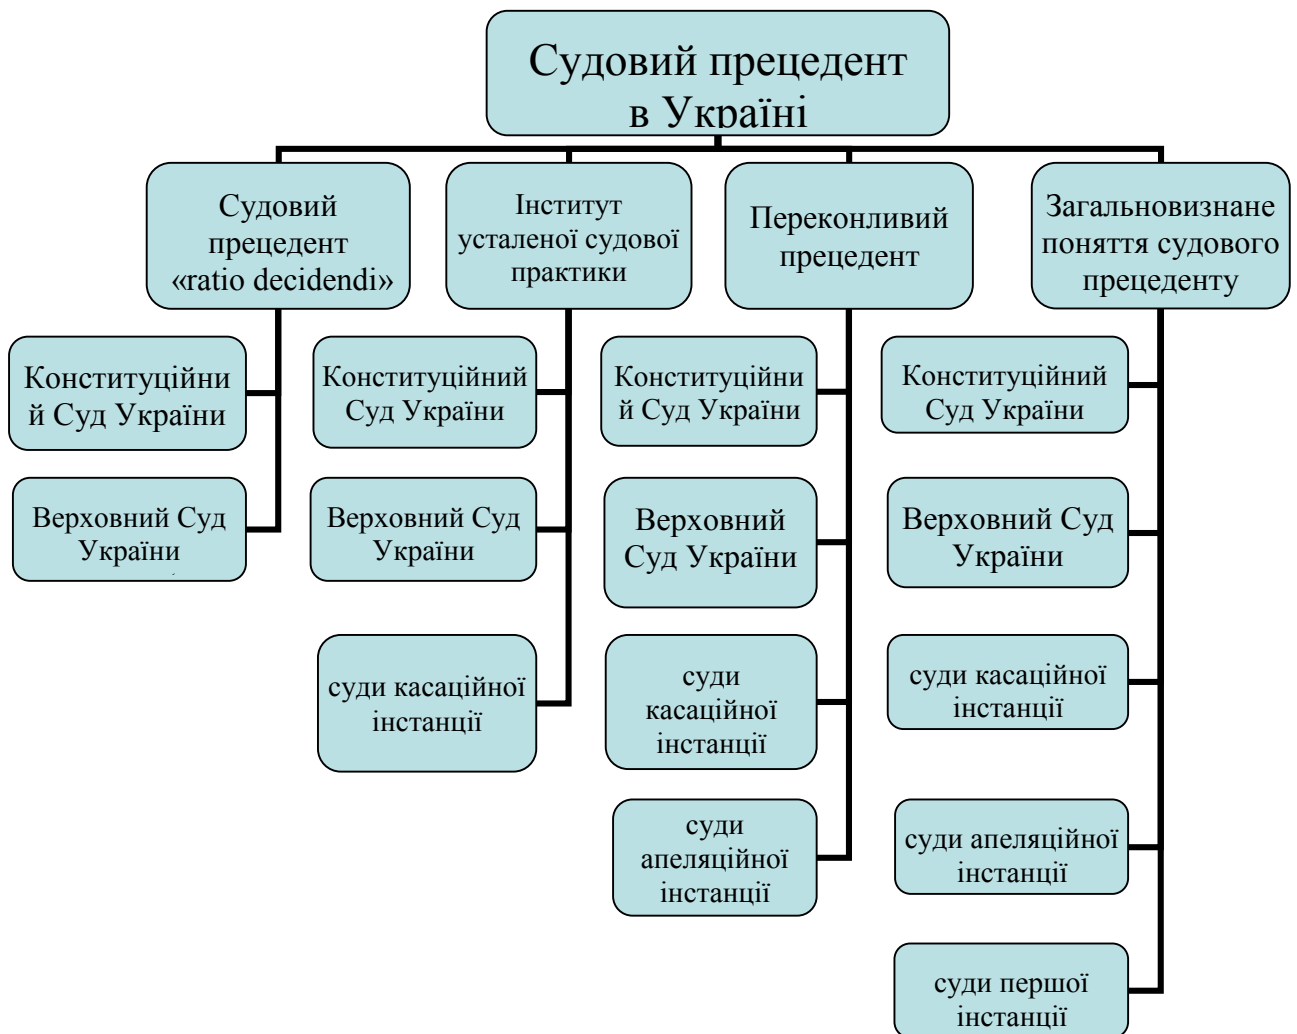 Судовий прецедент
в Україні
Судовий
прецедент
«ratio decidendi»
Інститут
усталеної судової
практики
Переконливий
прецедент
Загальновизнане
поняття судового
прецеденту
Конституційни
й Суд України
Верховний Суд
України
Конституційний
Суд України
Верховний Суд
України
суди касаційної
інстанції
Конституційни
й Суд України
Верховний
Суд України
суди
касаційної
інстанції
суди
апеляційної
інстанції
Конституційний
Суд України
Верховний Суд
України
суди касаційної
інстанції
суди апеляційної
інстанції
суди першої
інстанції